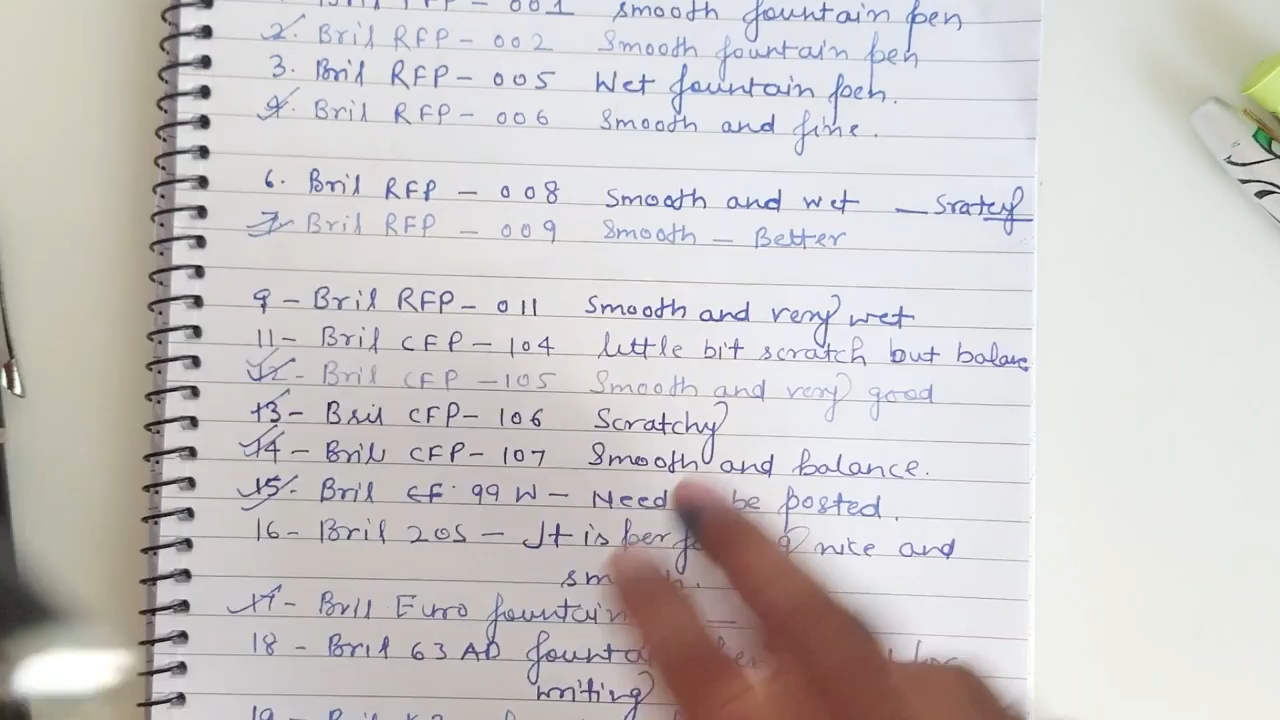 001 smooth fountain pen
2. Bril RFP - 002 Smooth fountain pen
3. Bril RFP - 005 Wet fountain pen.
4. Bril RFP - 006 Smooth and fine.
6. Bril RFP - 008 Smooth and wet - Sratcy
7. Bril RFP - 009 Smooth - Better
9 - Bril RFP - 011 Smooth and very wet
11 - Bril CFP - 104 little bit scratch but balanc
12 - Bril CFP - 105 Smooth and very good
13 - Bril CFP - 106 Scratchy
14 - Bril CFP - 107 Smooth and balance.
15 - Bril CF 99 W - Need be posted.
16 - Bril 20S - It is nice and
17 - Bril Euro fountain
18 - Bril 63 AD
writing